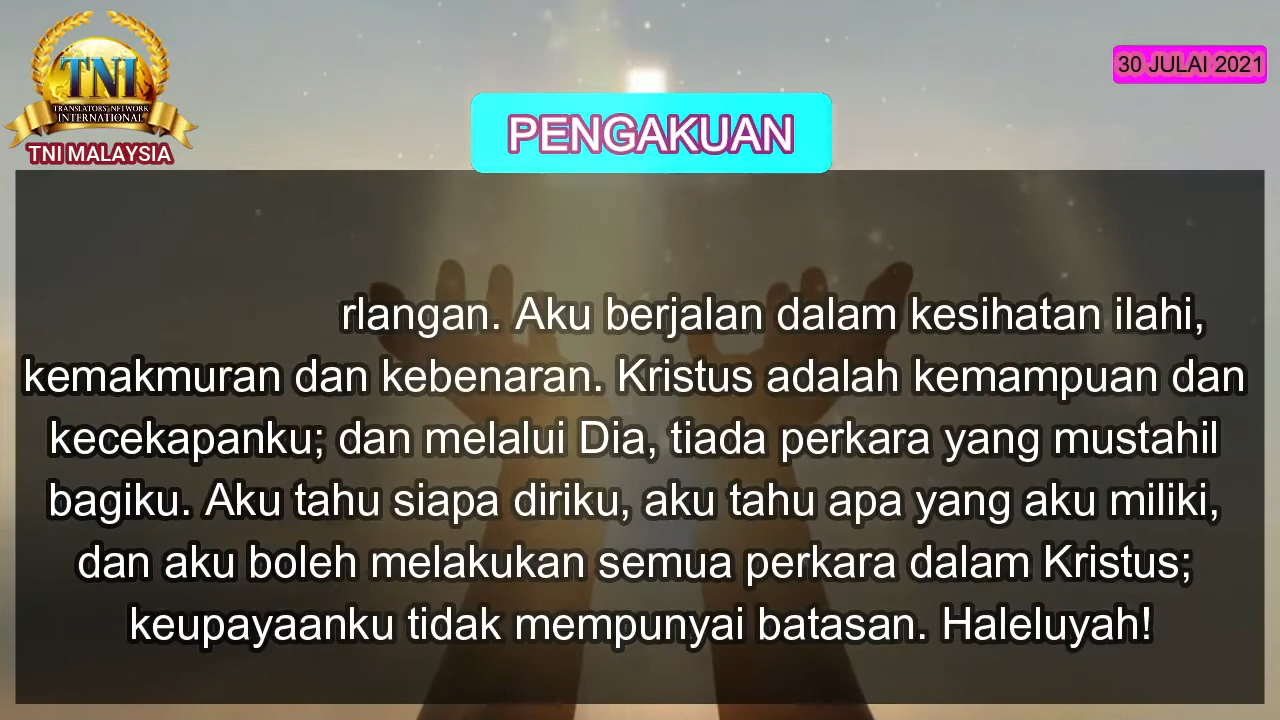 TNI
TRANSLATORS' NETWORK
INTERNATIONAL
TNI MALAYSIA
30 JULAI 2021
PENGAKUAN
rlangan. Aku berjalan dalam kesihatan ilahi,
kemakmuran dan kebenaran. Kristus adalah kemampuan dan
kecekapanku; dan melalui Dia, tiada perkara yang mustahil
bagiku. Aku tahu siapa diriku, aku tahu apa yang aku miliki,
dan aku boleh melakukan semua perkara dalam Kristus;
keupayaanku tidak mempunyai batasan. Haleluyah!